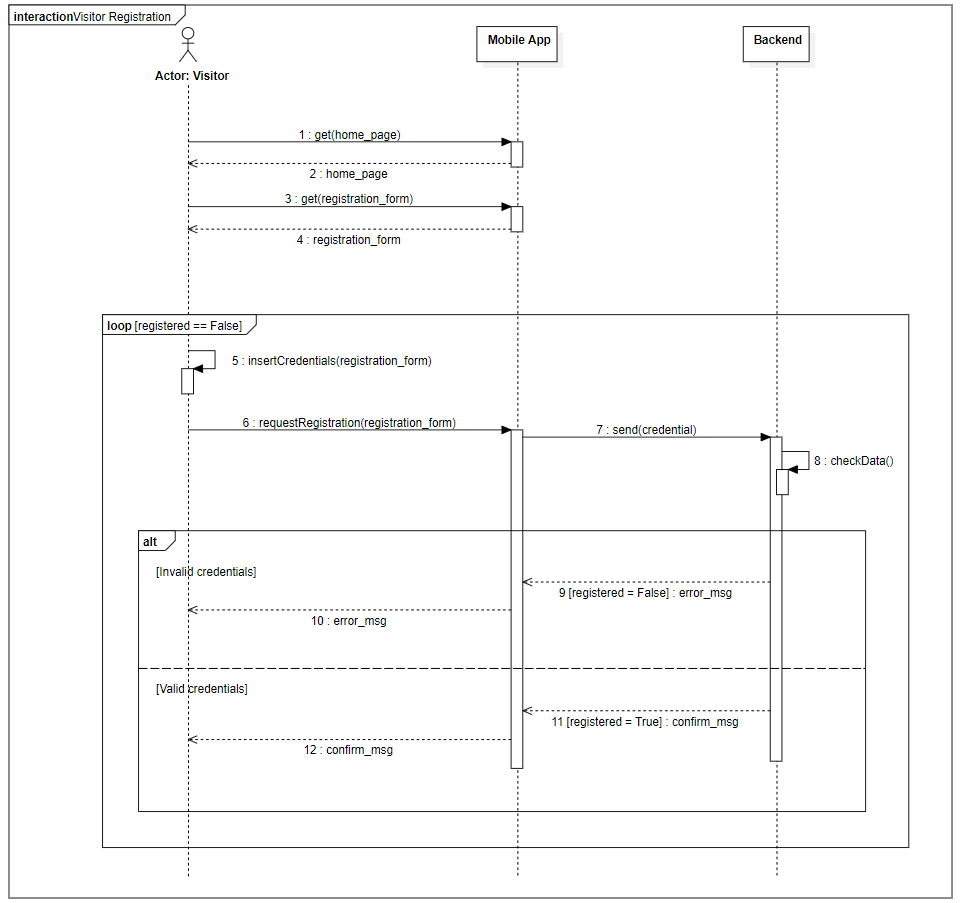 interactionVisitor Registration
Mobile App
Backend
Actor: Visitor
1 : get(home_page)
2 : home_page
3 : get(registration_form)
4 : registration_form
loop [registered == False]
5 : insertCredentials(registration_form)
6 : requestRegistration(registration_form)
7 : send(credential)
8 : checkData()
alt
[Invalid credentials]
9 [registered = False] : error_msg
10 : error_msg
[Valid credentials]
11 [registered = True] : confirm_msg
12 : confirm_msg